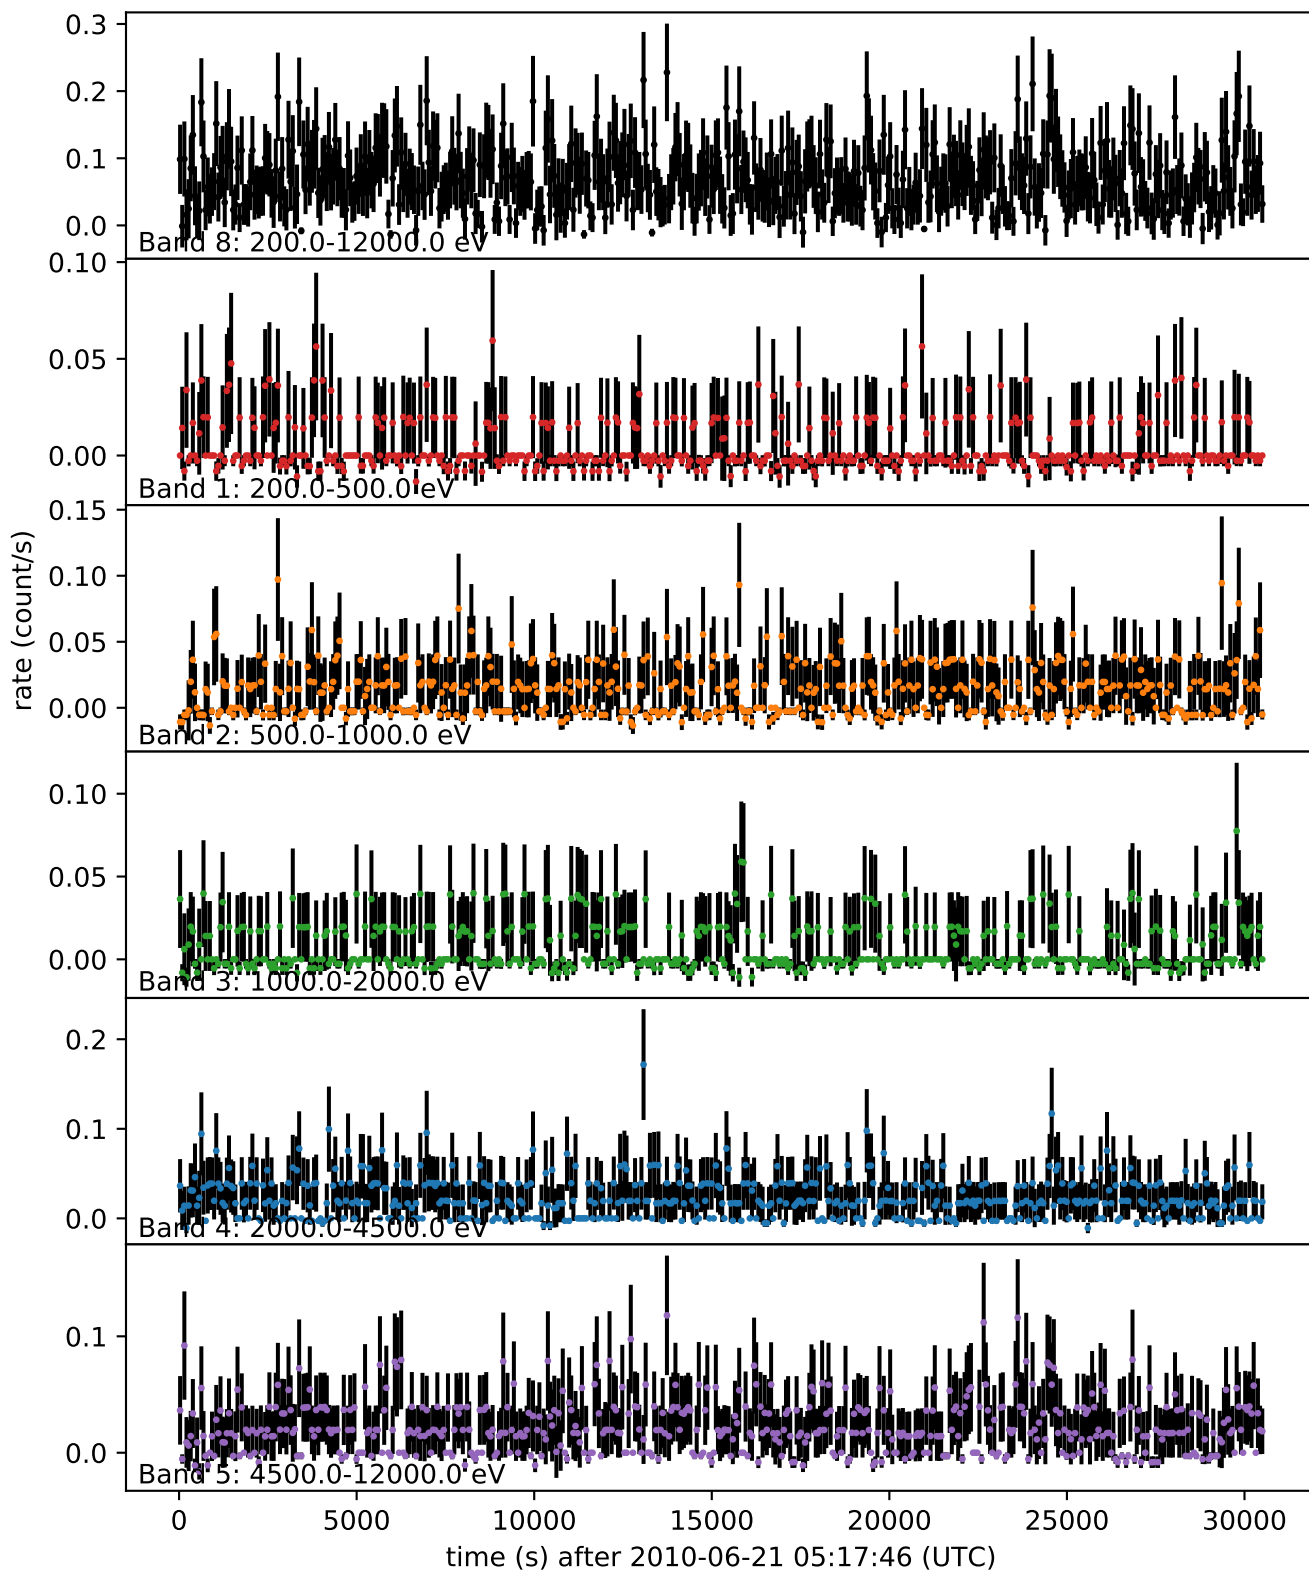 0.3
0.2
0.1
0.0
Band 8: 200.0-12000.0 eV
0.10
0.05
0.00
Band 1: 200.0-500.0 eV
0.15
0.10
0.05
0.00
Band 2: 500.0-1000.0 eV
rate (count/s)
0.10
0.05
0.00
Band 3: 1000.0-2000.0 eV
0.2
0.1
0.0
Band 4: 2000.0-4500.0 eV
0.1
0.0
Band 5: 4500.0-12000.0 eV
0 5000 10000 15000 20000 25000 30000
time (s) after 2010-06-21 05:17:46 (UTC)